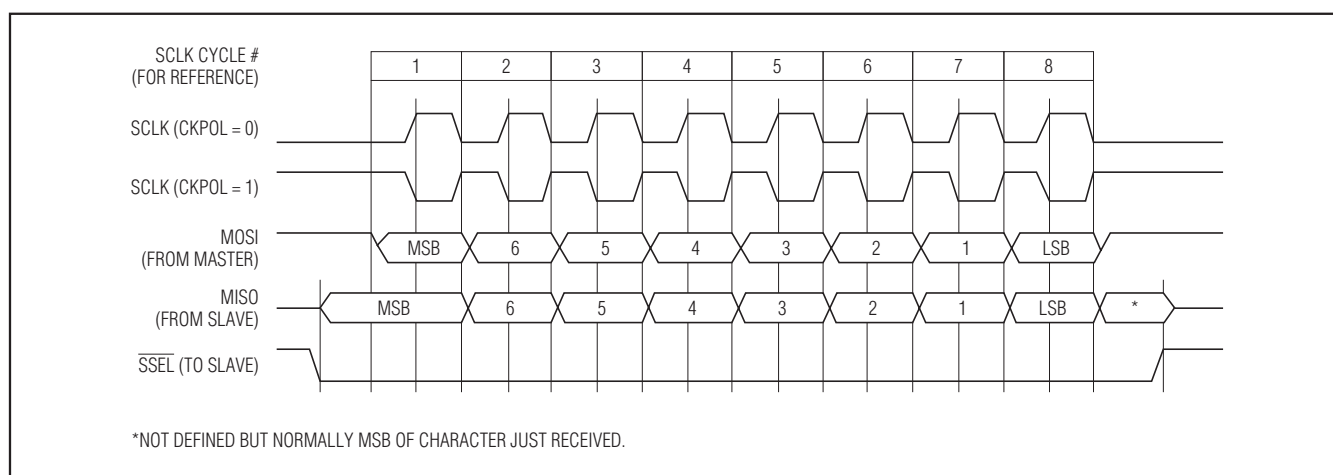 SCLK CYCLE #
(FOR REFERENCE)
1 2 3 4 5 6 7 8
SCLK (CKPOL = 0)
SCLK (CKPOL = 1)
MOSI
(FROM MASTER)
MSB 6 5 4 3 2 1 LSB
MISO
(FROM SLAVE)
MSB 6 5 4 3 2 1 LSB *
SSEL (TO SLAVE)
*NOT DEFINED BUT NORMALLY MSB OF CHARACTER JUST RECEIVED.